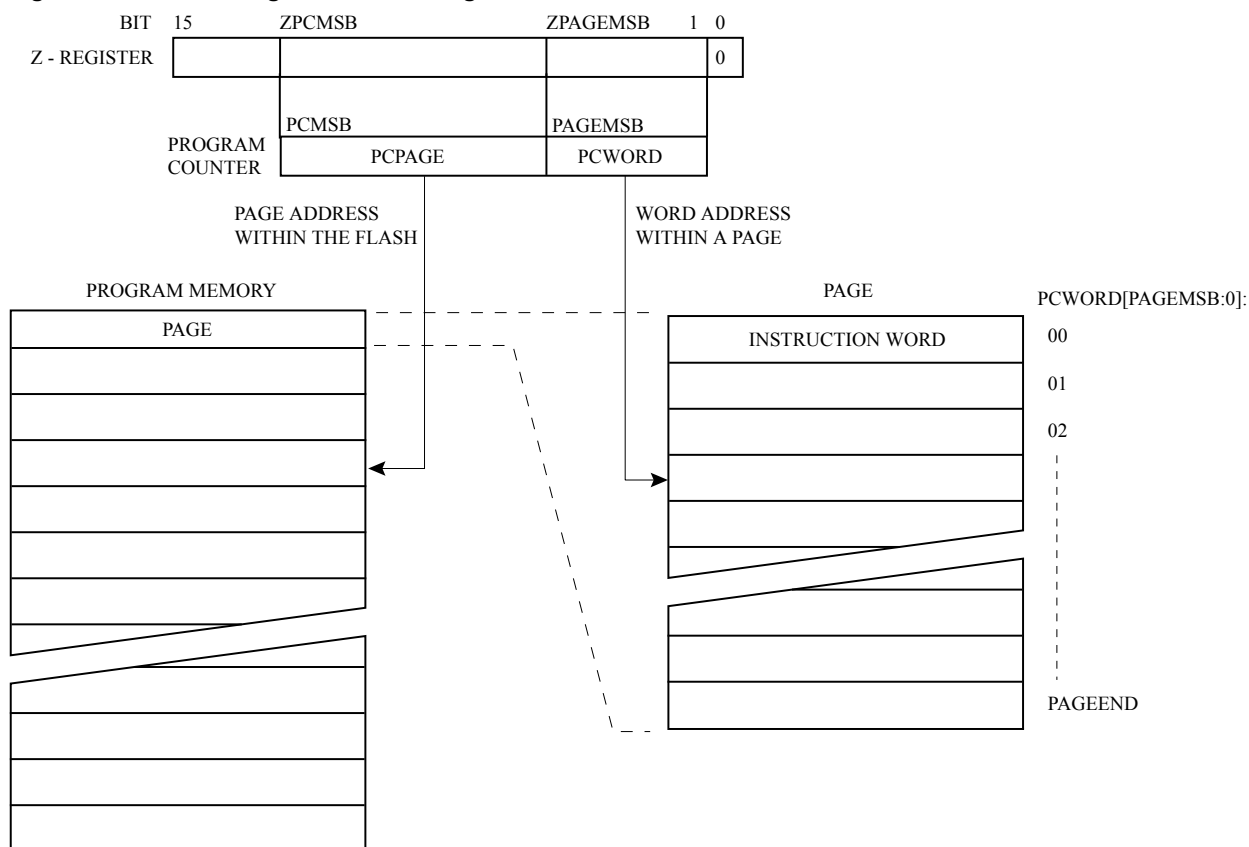 BIT 15 ZPCMSB ZPAGEMSB 1 0
Z - REGISTER 0
PCMSB PAGEMSB
PROGRAM
COUNTER
PCPAGE PCWORD
PAGE ADDRESS
WITHIN THE FLASH
WORD ADDRESS
WITHIN A PAGE
PROGRAM MEMORY
PAGE
PAGE
PCWORD[PAGEMSB:0]:
INSTRUCTION WORD
00
01
02
PAGEEND